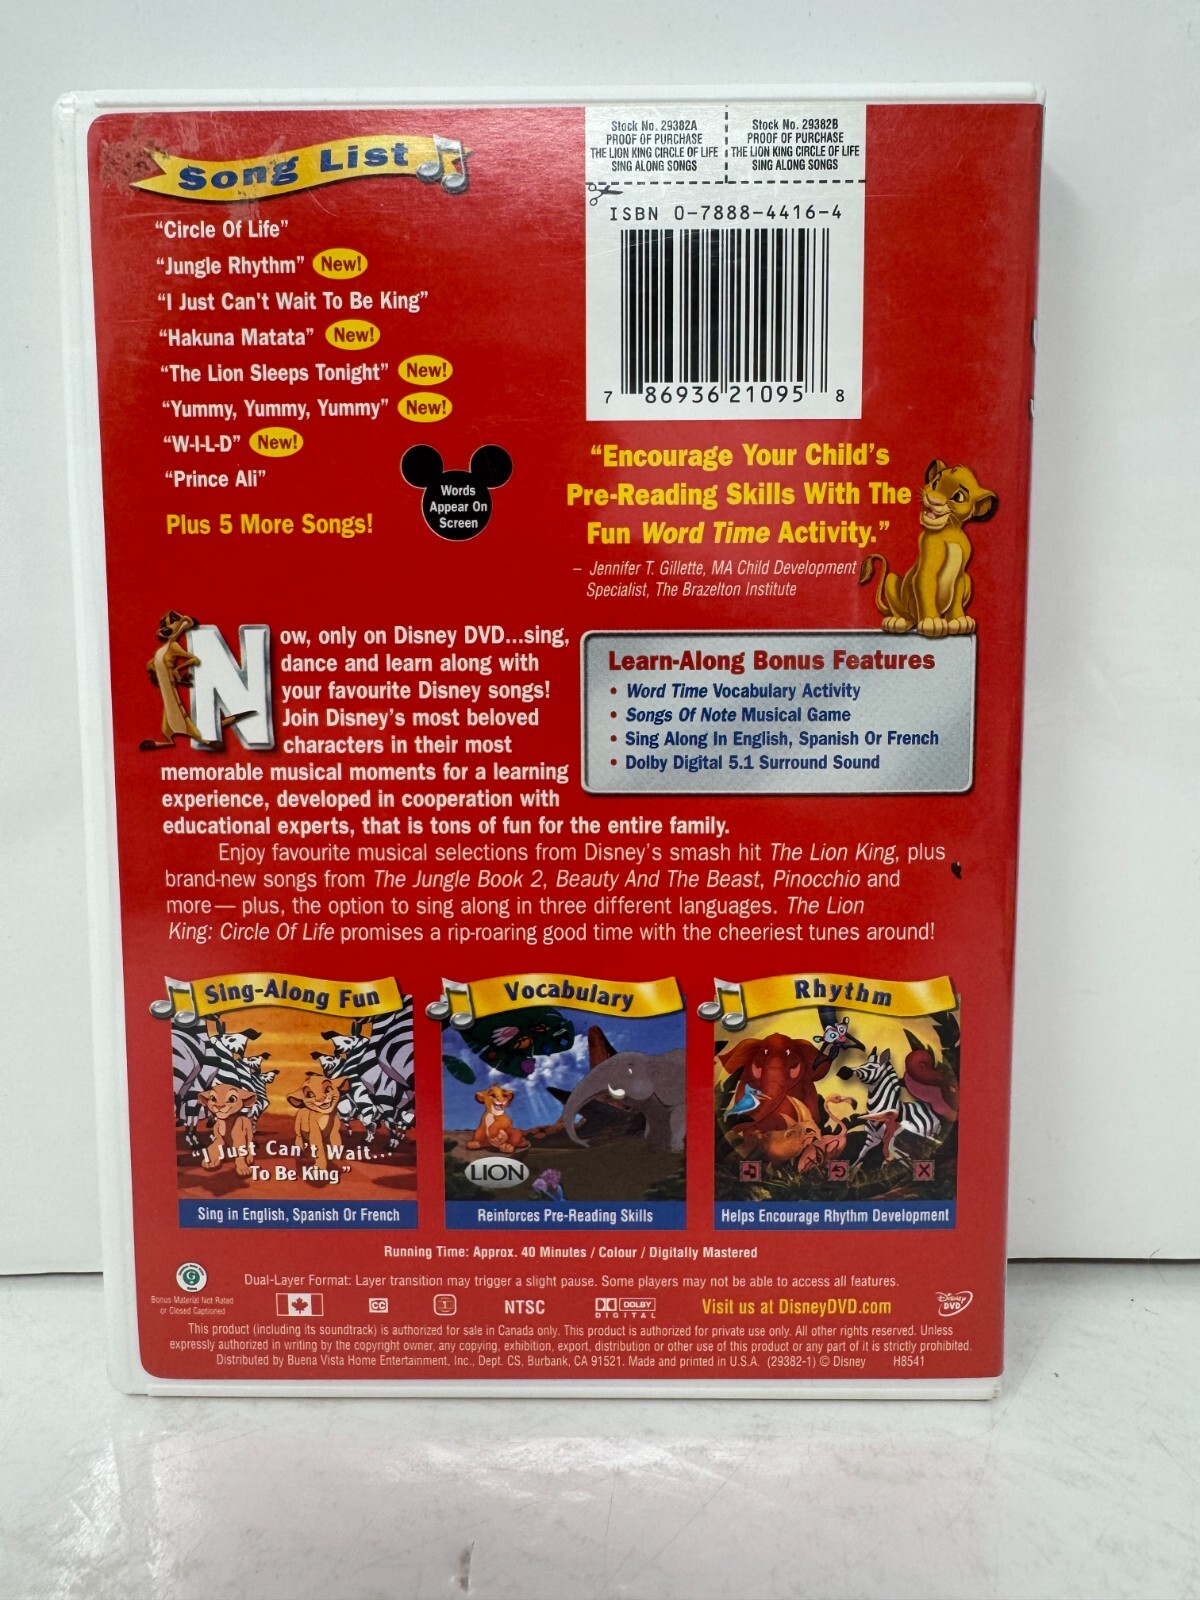 Song List
"Circle Of Life"
"Jungle Rhythm" New!
"I Just Can't Wait To Be King"
"Hakuna Matata" New!
"The Lion Sleeps Tonight" New!
"Yummy, Yummy, Yummy" New!
"W-I-L-D" New!
"Prince Ali"
Plus 5 More Songs!
Words
Appear On
Screen
Stock No. 29382A
PROOF OF PURCHASE
THE LION KING CIRCLE OF LIFE
SING ALONG SONGS
Stock No. 29382B
PROOF OF PURCHASE
THE LION KING CIRCLE OF LIFE
SING ALONG SONGS
ISBN 0-7888-4416-4
7 86936 21095 8
"Encourage Your Child's
Pre-Reading Skills With The
Fun Word Time Activity."
– Jennifer T. Gillette, MA Child Development
Specialist, The Brazelton Institute
Now, only on Disney DVD...sing,
dance and learn along with
your favourite Disney songs!
Join Disney's most beloved
characters in their most
memorable musical moments for a learning
experience, developed in cooperation with
educational experts, that is tons of fun for the entire family.
Learn-Along Bonus Features
• Word Time Vocabulary Activity
• Songs Of Note Musical Game
• Sing Along In English, Spanish Or French
• Dolby Digital 5.1 Surround Sound
Enjoy favourite musical selections from Disney's smash hit The Lion King, plus
brand-new songs from The Jungle Book 2, Beauty And The Beast, Pinocchio and
more — plus, the option to sing along in three different languages. The Lion
King: Circle Of Life promises a rip-roaring good time with the cheeriest tunes around!
Sing-Along Fun
"I Just Can't Wait...
To Be King"
Sing in English, Spanish Or French
Vocabulary
LION
Reinforces Pre-Reading Skills
Rhythm
X
Helps Encourage Rhythm Development
Running Time: Approx. 40 Minutes / Colour / Digitally Mastered
Dual-Layer Format: Layer transition may trigger a slight pause. Some players may not be able to access all features.
G
Bonus Material Not Rated
or Closed Captioned
CC
1
NTSC
DOLBY
DIGITAL
Visit us at DisneyDVD.com
Disney
DVD
This product (including its soundtrack) is authorized for sale in Canada only. This product is authorized for private use only. All other rights reserved. Unless
expressly authorized in writing by the copyright owner, any copying, exhibition, export, distribution or other use of this product or any part of it is strictly prohibited.
Distributed by Buena Vista Home Entertainment, Inc., Dept. CS, Burbank, CA 91521. Made and printed in U.S.A. (29382-1) © Disney H8541